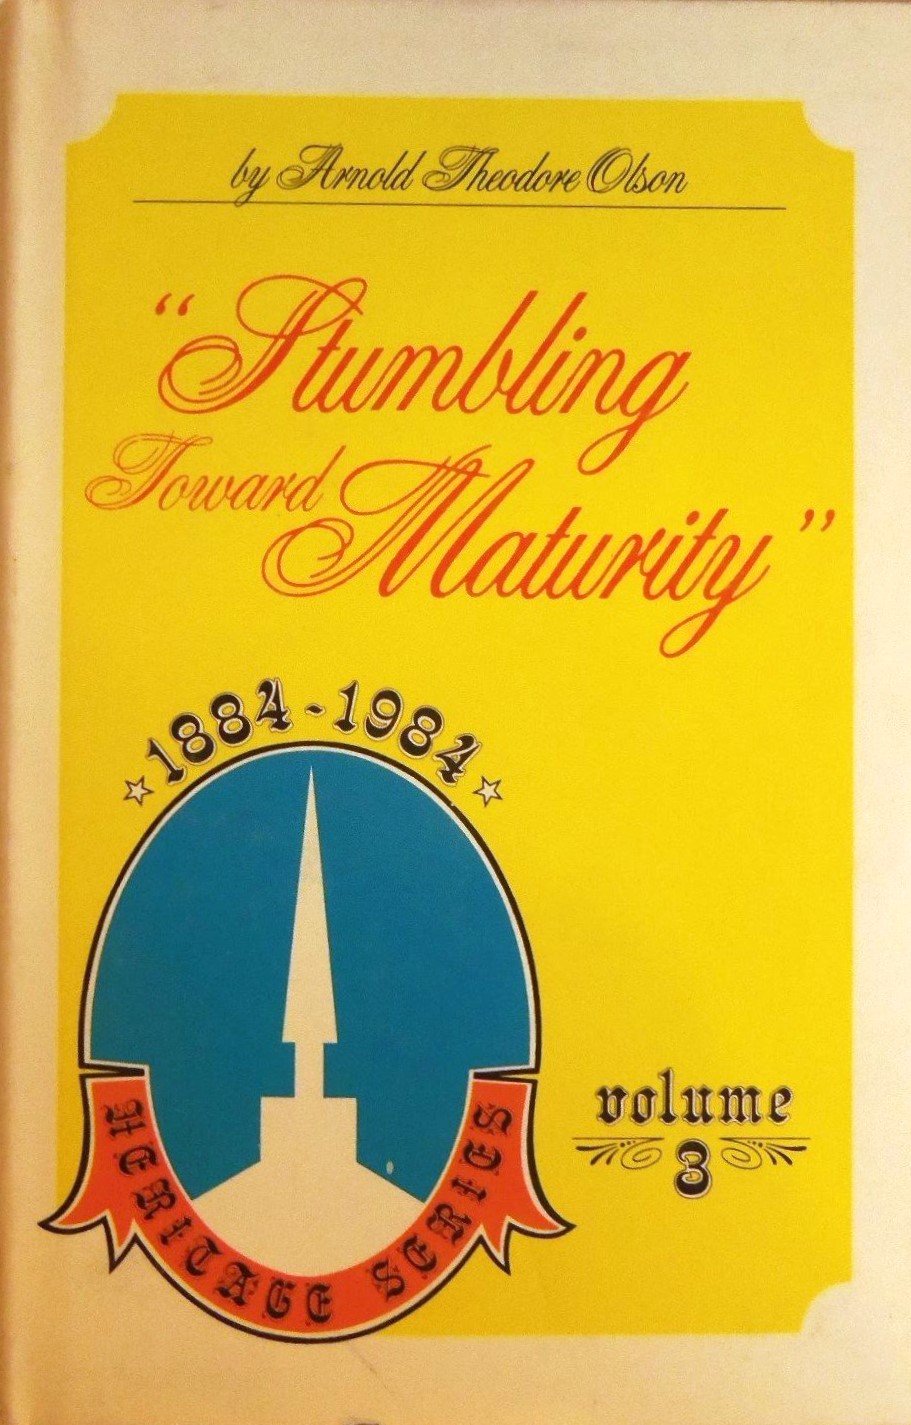 by Arnold Theodore Olson
“Stumbling
Toward Maturity”
1884-1984
HERITAGE SERIES
volume
3